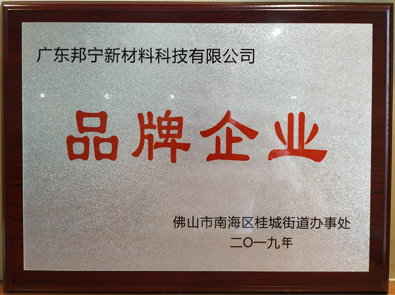 广东邦宁新材料科技有限公司
品牌企业
佛山市南海区桂城街道办事处
二〇一九年